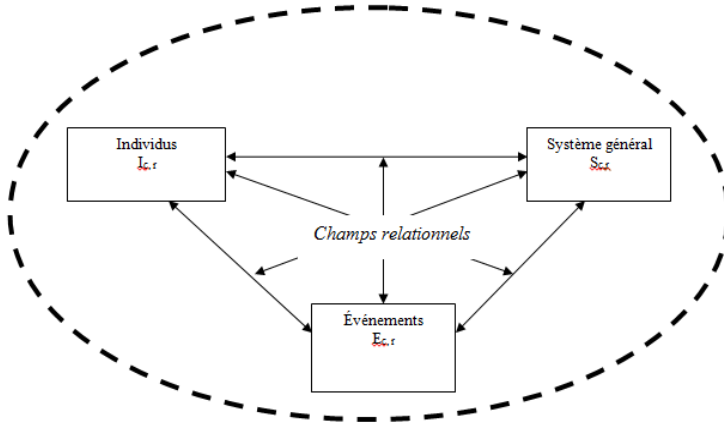 Individus
Ic,r
Système général
Sc,r
Champs relationnels
Événements
Ec,r